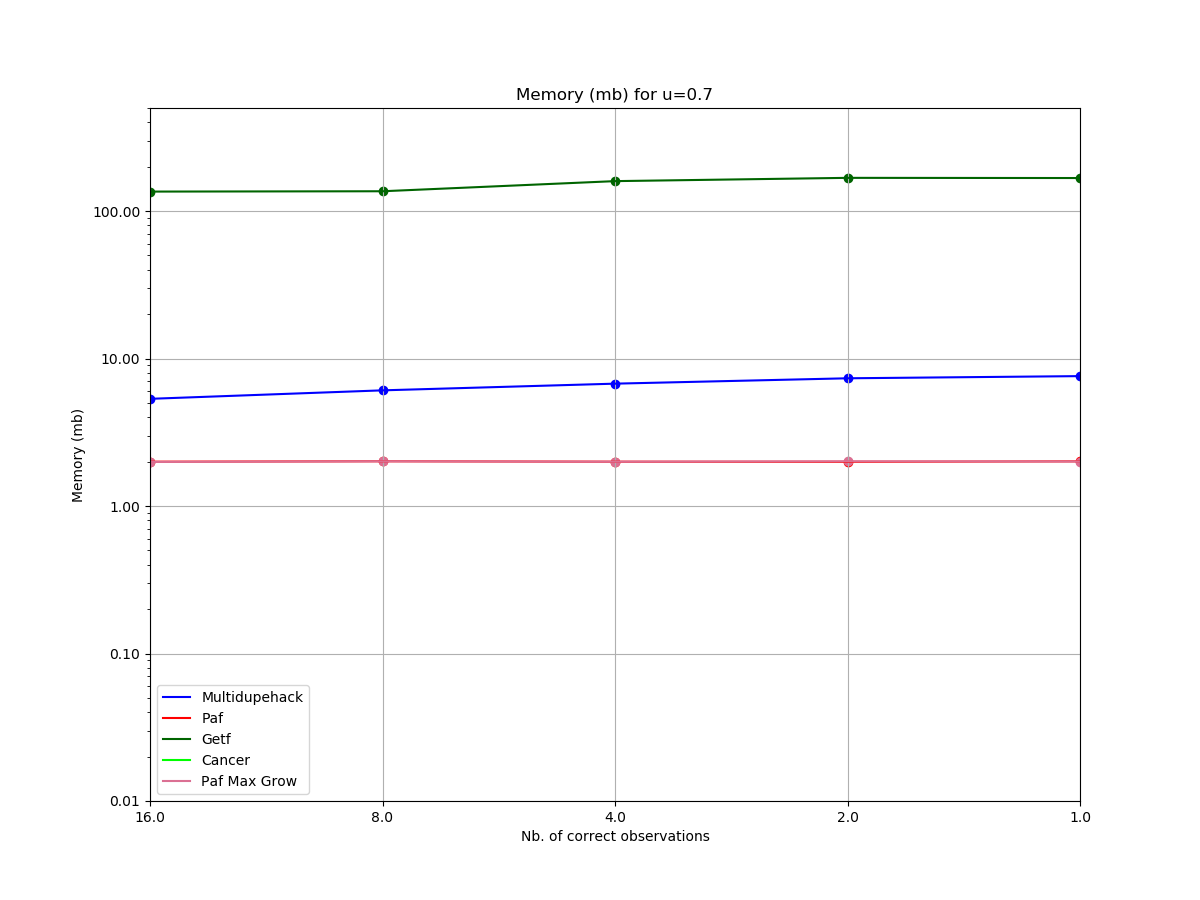 Memory (mb) for u=0.7
Memory (mb)
100.00
10.00
1.00
0.10
0.01
Multidupehack
Paf
Getf
Cancer
Paf Max Grow
16.0 8.0 4.0 2.0 1.0
Nb. of correct observations